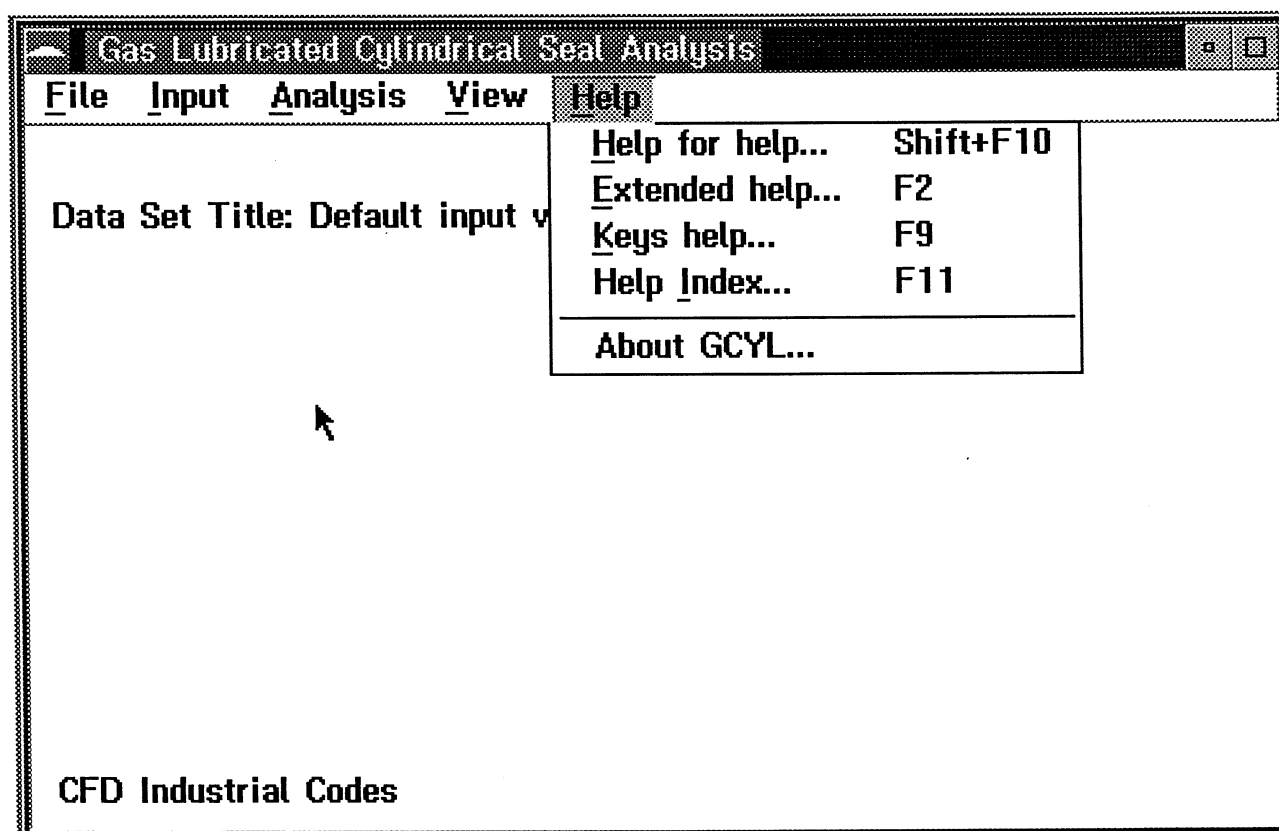 Gas Lubricated Cylindrical Seal Analysis
File Input Analysis View Help
Help for help... Shift+F10
Extended help... F2
Data Set Title: Default input v
Keys help... F9
Help Index... F11
About GCYL...
CFD Industrial Codes